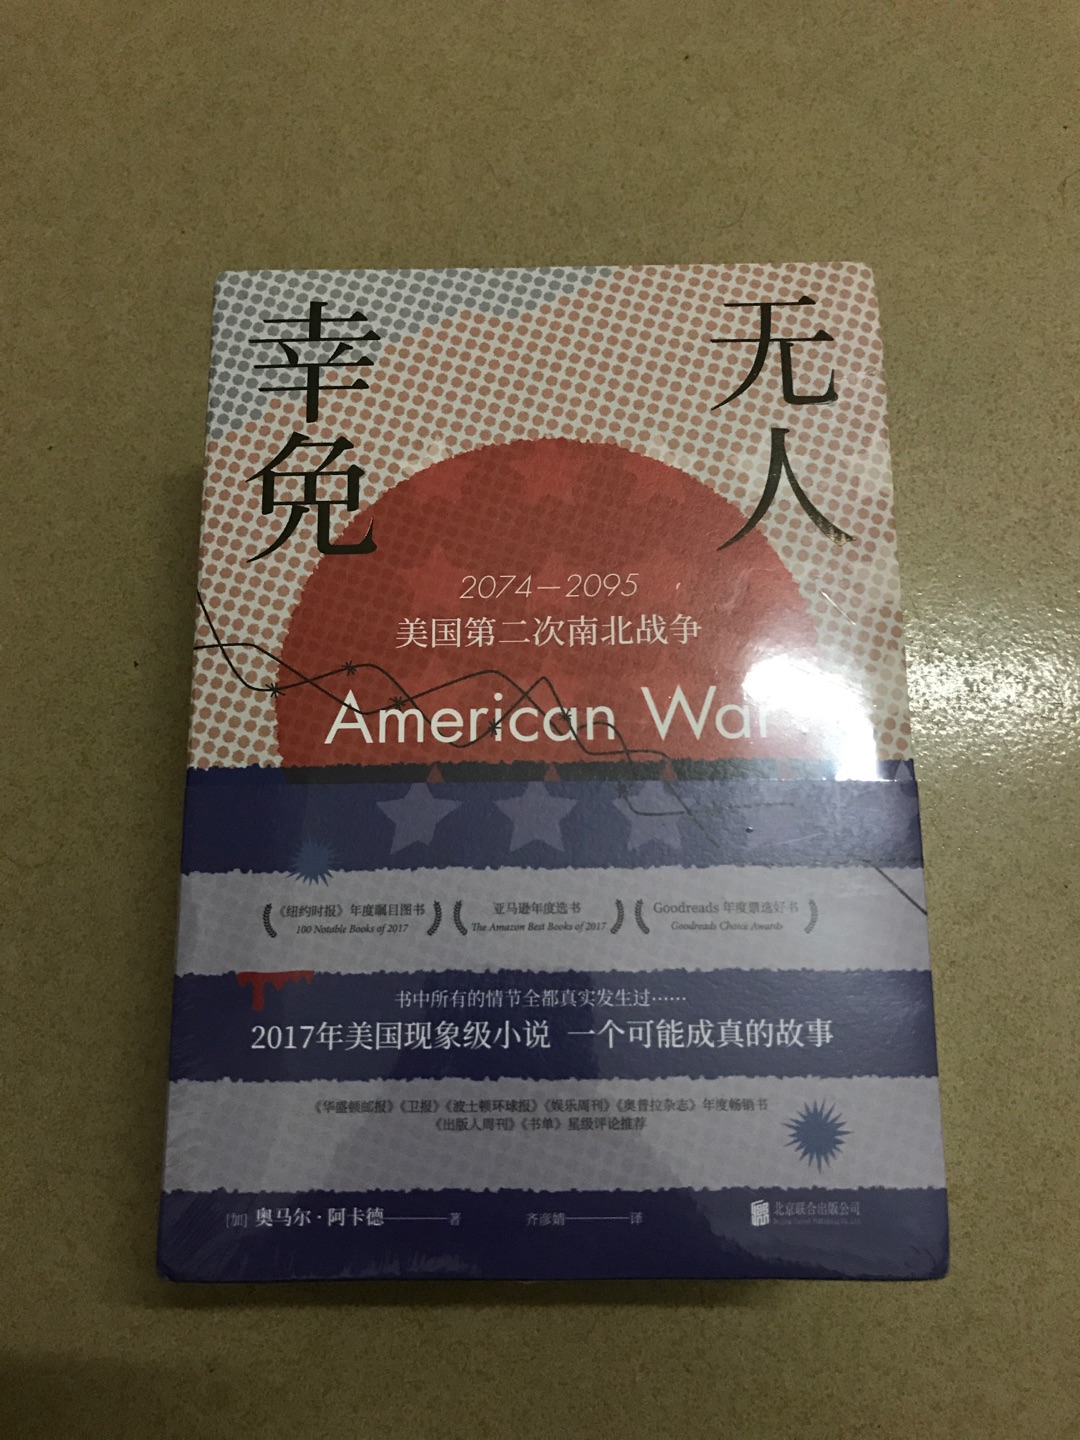 无人
幸免
2074—2095
美国第二次南北战争
American War
《纽约时报》年度瞩目图书
100 Notable Books of 2017
亚马逊年度选书
The Amazon Best Books of 2017
Goodreads 年度票选好书
Goodreads Choice Awards
书中所有的情节全都真实发生过……
2017年美国现象级小说 一个可能成真的故事
《华盛顿邮报》《卫报》《波士顿环球报》《娱乐周刊》《奥普拉杂志》年度畅销书
《出版人周刊》《书单》星级评论推荐
[加] 奥马尔·阿卡德——著 齐彦婧——译
北京联合出版公司